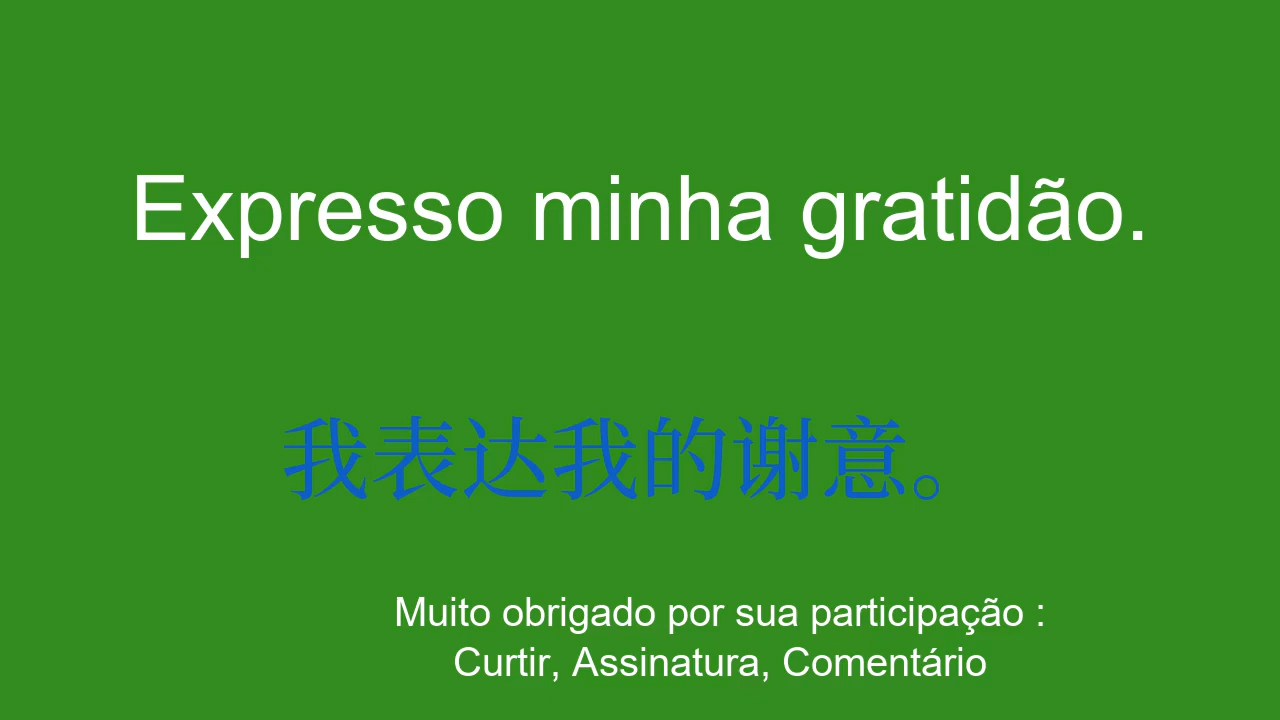 Expresso minha gratidão.
我表达我的谢意。
Muito obrigado por sua participação :
Curtir, Assinatura, Comentário